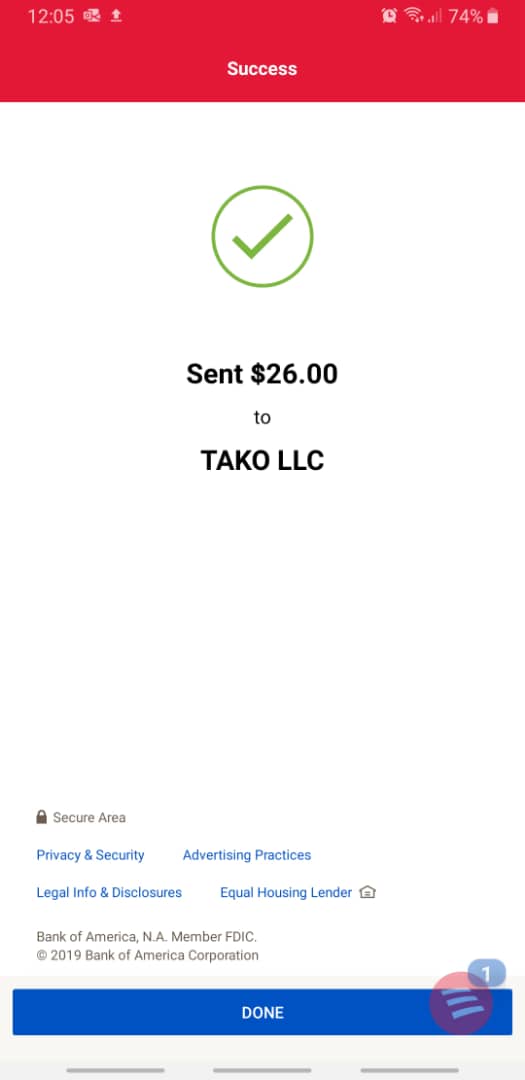 12:05 74%
Success
Sent $26.00
to
TAKO LLC
Secure Area
Privacy & Security Advertising Practices
Legal Info & Disclosures Equal Housing Lender
Bank of America, N.A. Member FDIC.
© 2019 Bank of America Corporation
1
DONE